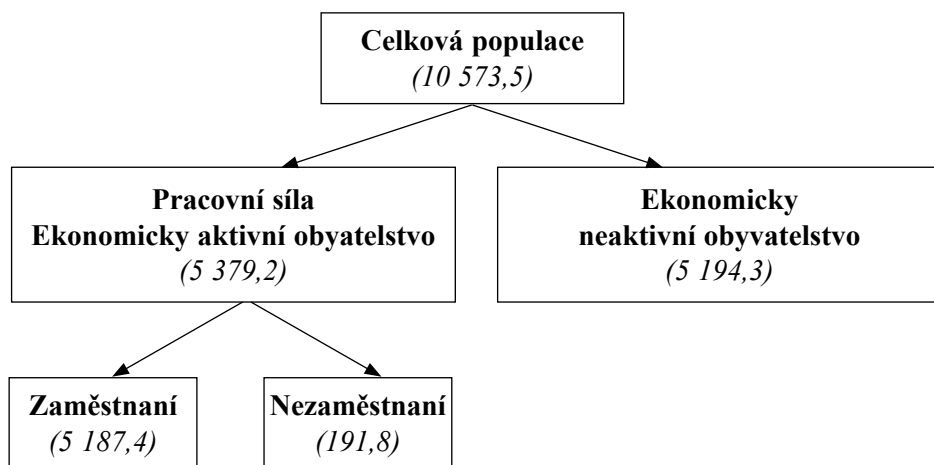 Celková populace
(10 573,5)
Pracovní síla
Ekonomicky aktivní obyatelstvo
(5 379,2)
Ekonomicky
neaktivní obyvatelstvo
(5 194,3)
Zaměstnaní
(5 187,4)
Nezaměstnaní
(191,8)